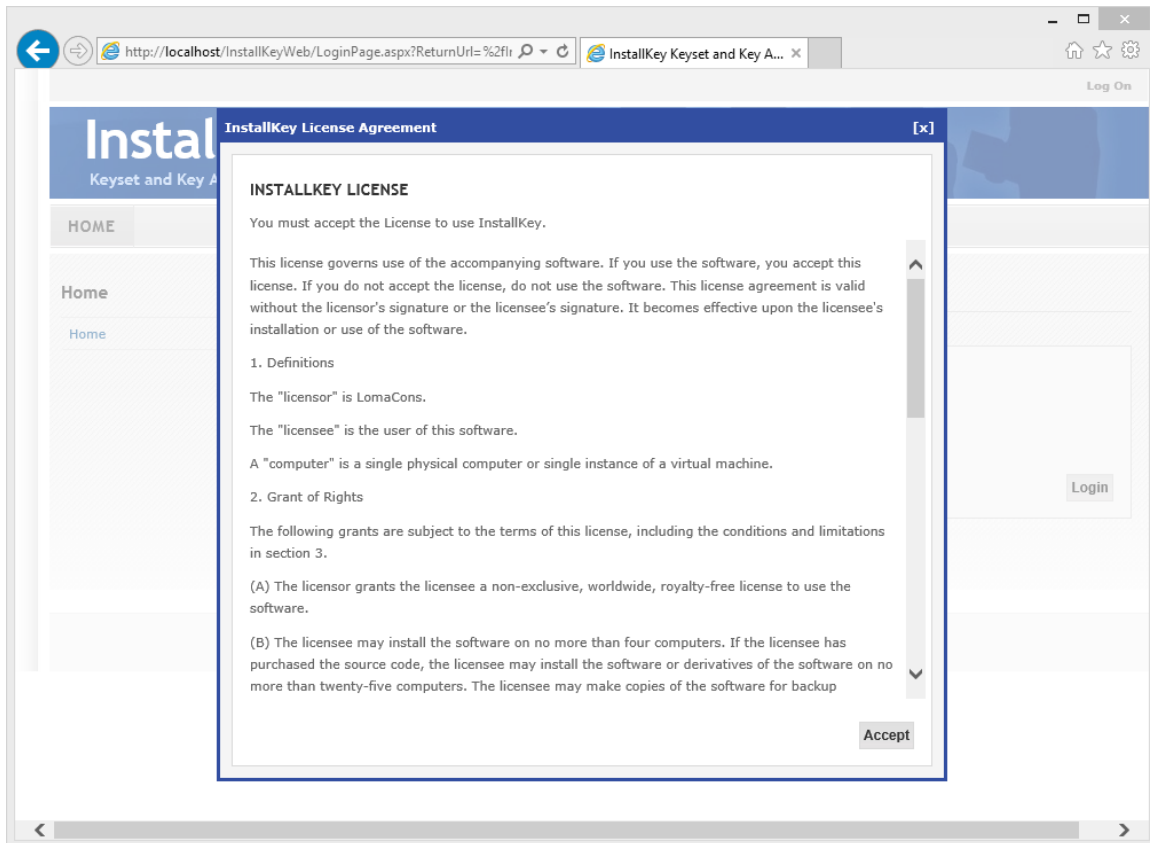 http://localhost/InstallKeyWeb/LoginPage.aspx?ReturnUrl=%2fIr
InstallKey Keyset and Key A...
Log On
Instal
Keyset and Key A
HOME
Home
Home
InstallKey License Agreement [x]
INSTALLKEY LICENSE
You must accept the License to use InstallKey.
This license governs use of the accompanying software. If you use the software, you accept this
license. If you do not accept the license, do not use the software. This license agreement is valid
without the licensor's signature or the licensee’s signature. It becomes effective upon the licensee's
installation or use of the software.
1. Definitions
The "licensor" is LomaCons.
The "licensee" is the user of this software.
A "computer" is a single physical computer or single instance of a virtual machine.
2. Grant of Rights
The following grants are subject to the terms of this license, including the conditions and limitations
in section 3.
(A) The licensor grants the licensee a non-exclusive, worldwide, royalty-free license to use the
software.
(B) The licensee may install the software on no more than four computers. If the licensee has
purchased the source code, the licensee may install the software or derivatives of the software on no
more than twenty-five computers. The licensee may make copies of the software for backup
Accept
Login